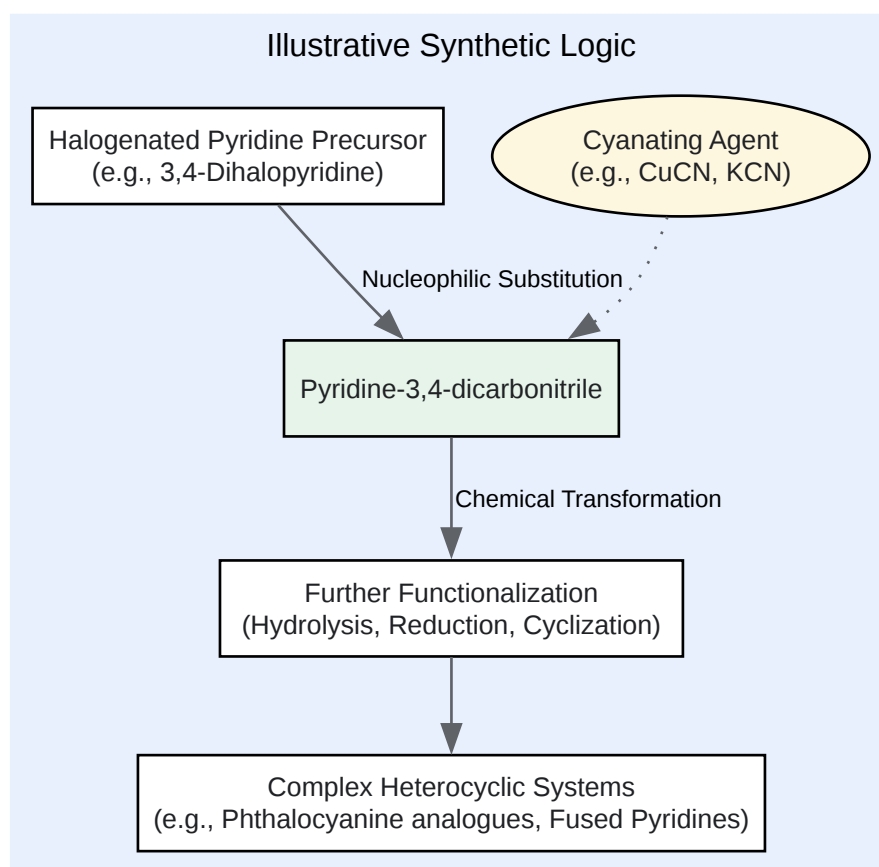 Illustrative Synthetic Logic
Halogenated Pyridine Precursor
(e.g., 3,4-Dihalopyridine)
Cyanating Agent
(e.g., CuCN, KCN)
Nucleophilic Substitution
Pyridine-3,4-dicarbonitrile
Chemical Transformation
Further Functionalization
(Hydrolysis, Reduction, Cyclization)
Complex Heterocyclic Systems
(e.g., Phthalocyanine analogues, Fused Pyridines)